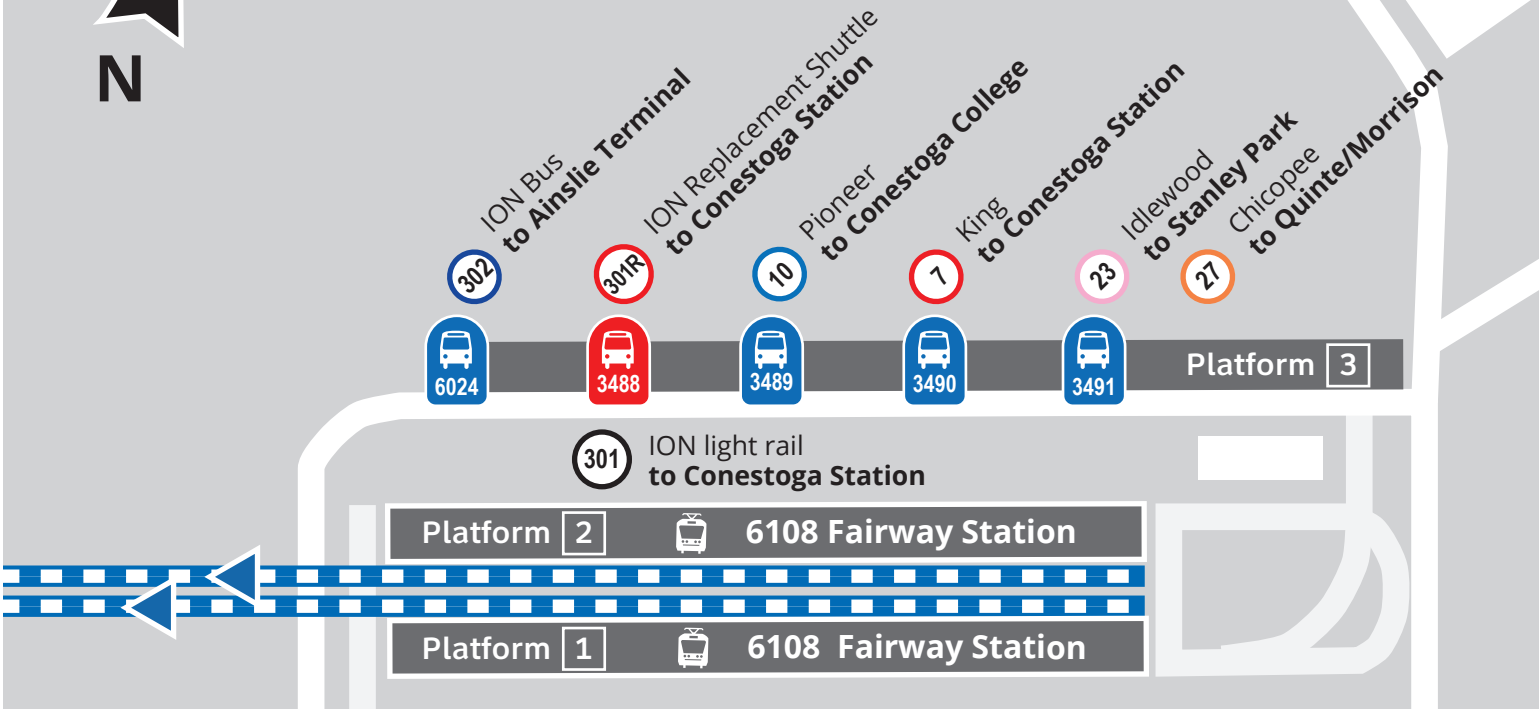 N
ION Bus
to Ainslie Terminal
302
ION Replacement Shuttle
to Conestoga Station
301R
Pioneer
to Conestoga College
10
King
to Conestoga Station
7
Idlewood
to Stanley Park
23
Chicopee
to Quinte/Morrison
27
6024
3488
3489
3490
3491
Platform 3
301
ION light rail
to Conestoga Station
Platform 2 6108 Fairway Station
Platform 1 6108 Fairway Station